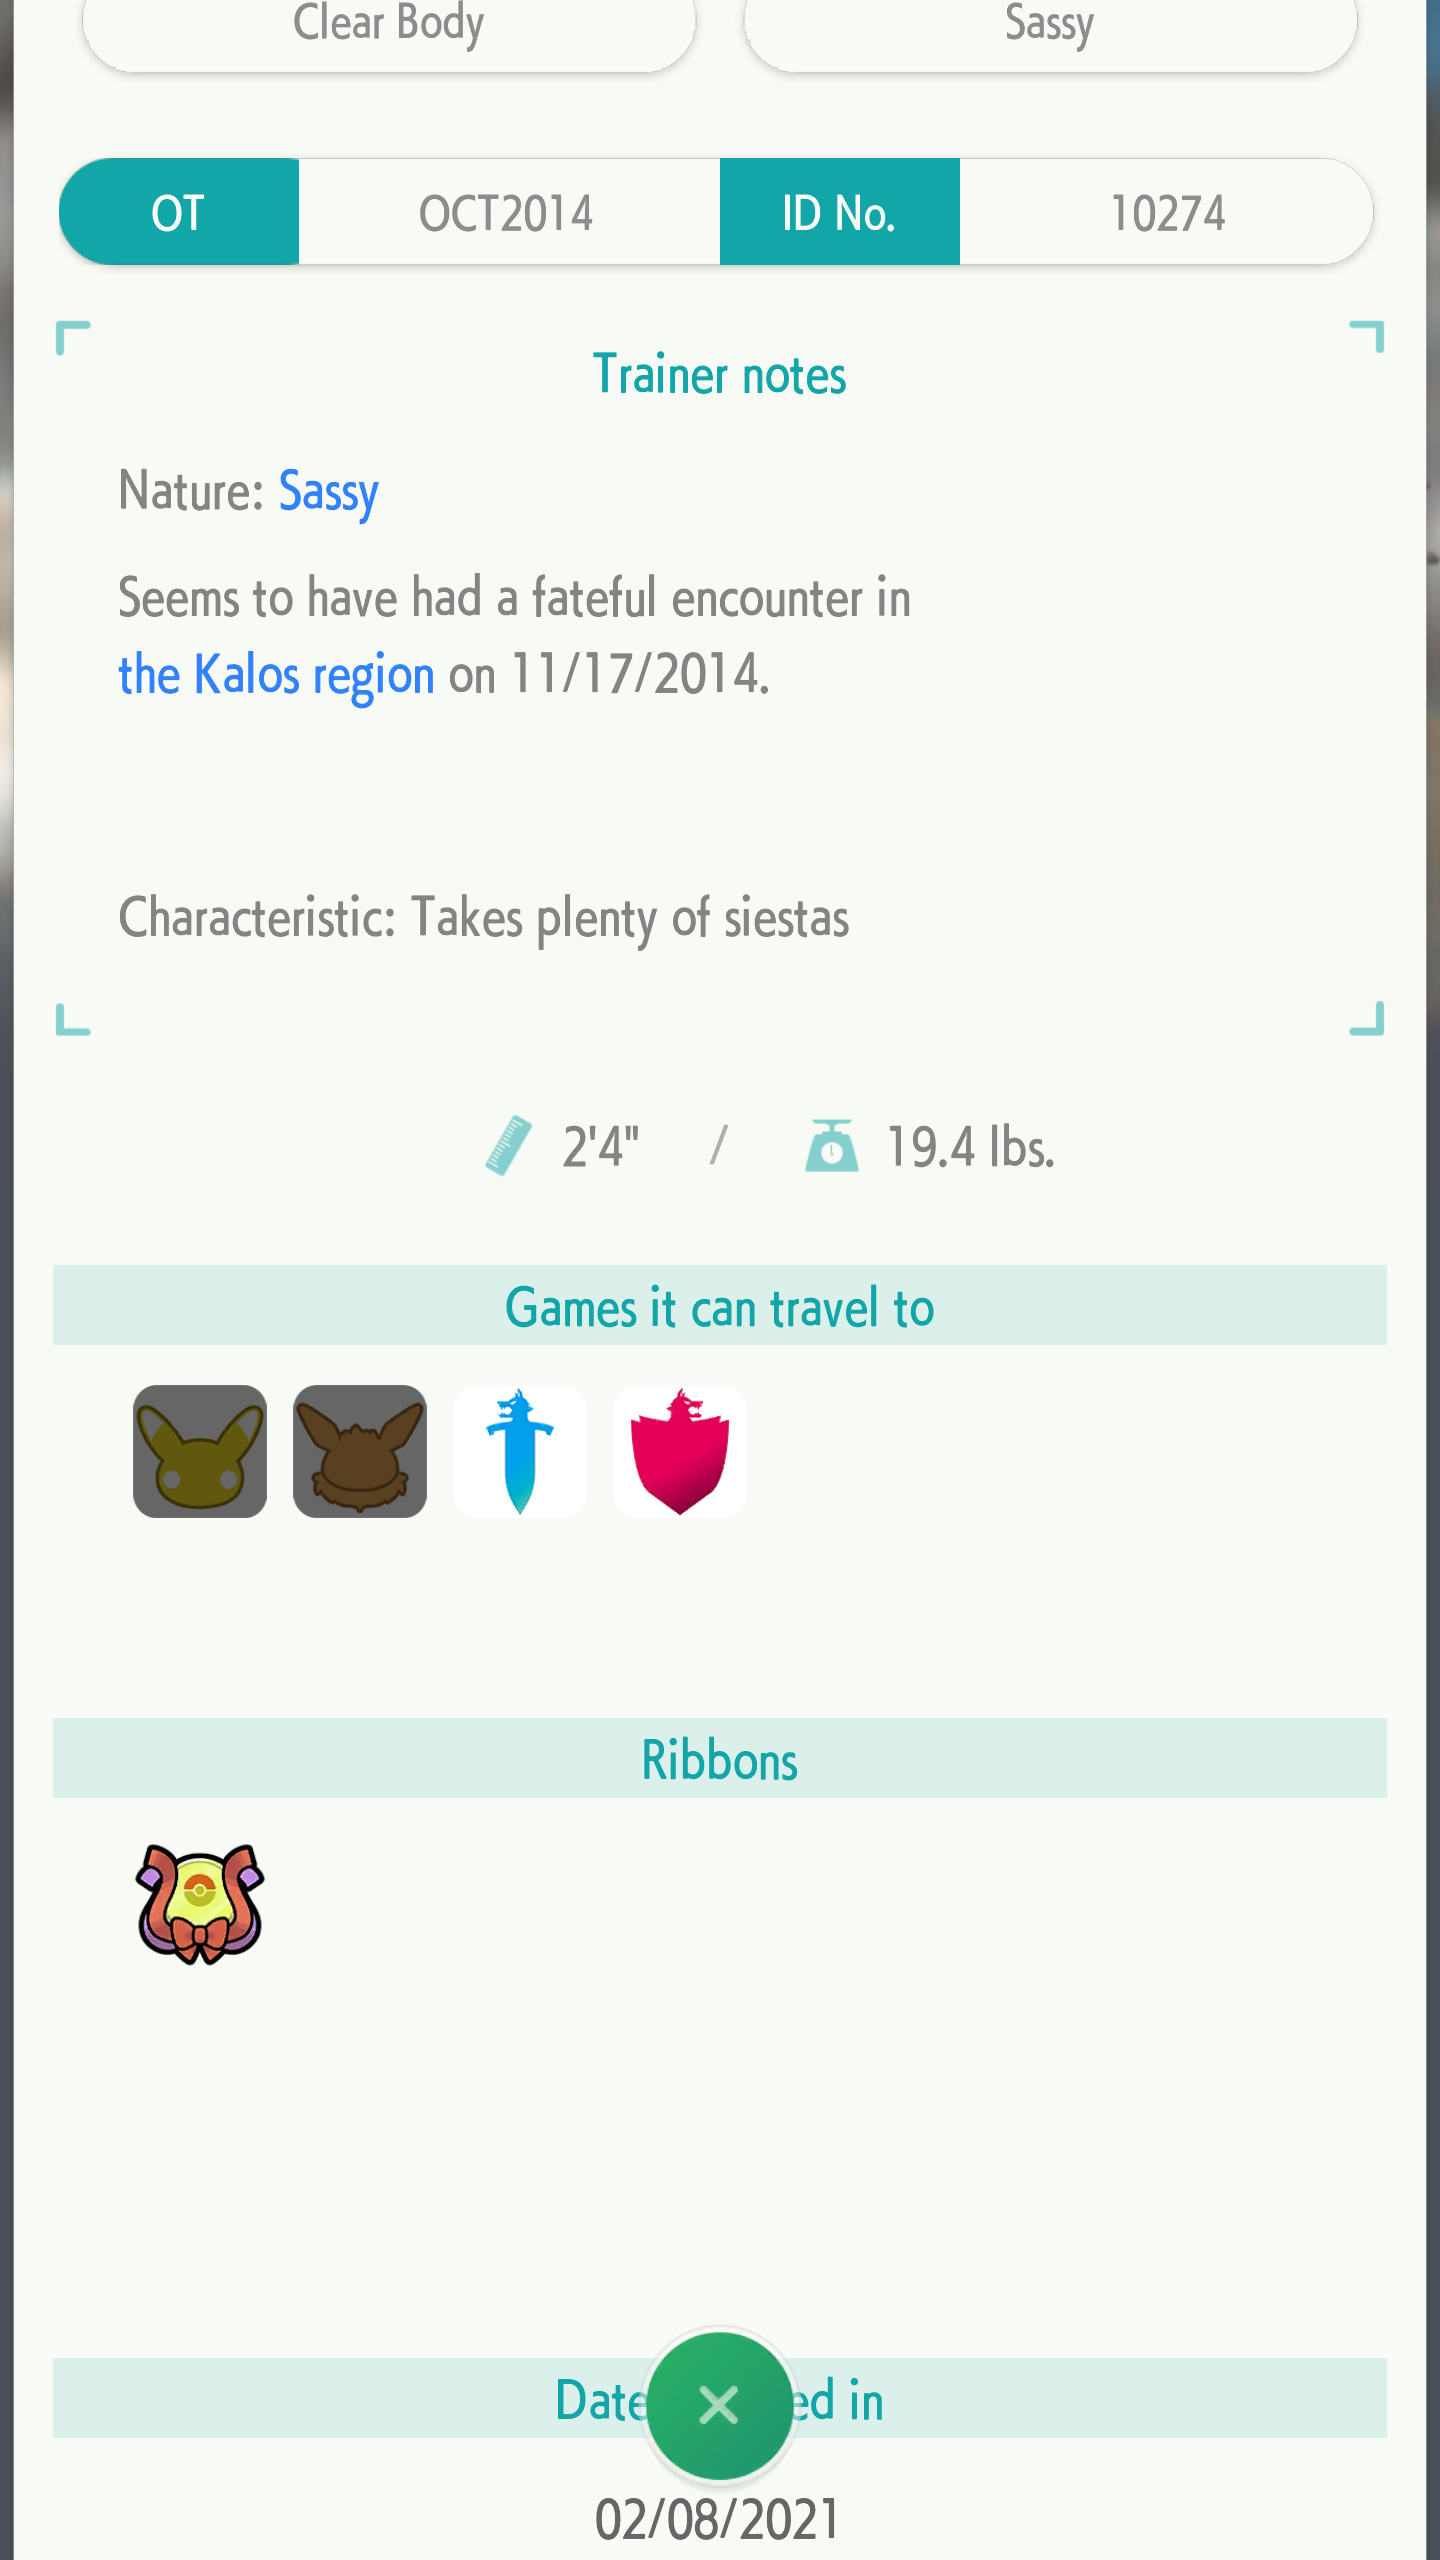 Clear Body
Sassy
OT
OCT2014
ID No.
10274
Trainer notes
Nature: Sassy
Seems to have had a fateful encounter in
the Kalos region on 11/17/2014.
Characteristic: Takes plenty of siestas
2'4" / 19.4 lbs.
Games it can travel to
Ribbons
Date ed in
02/08/2021